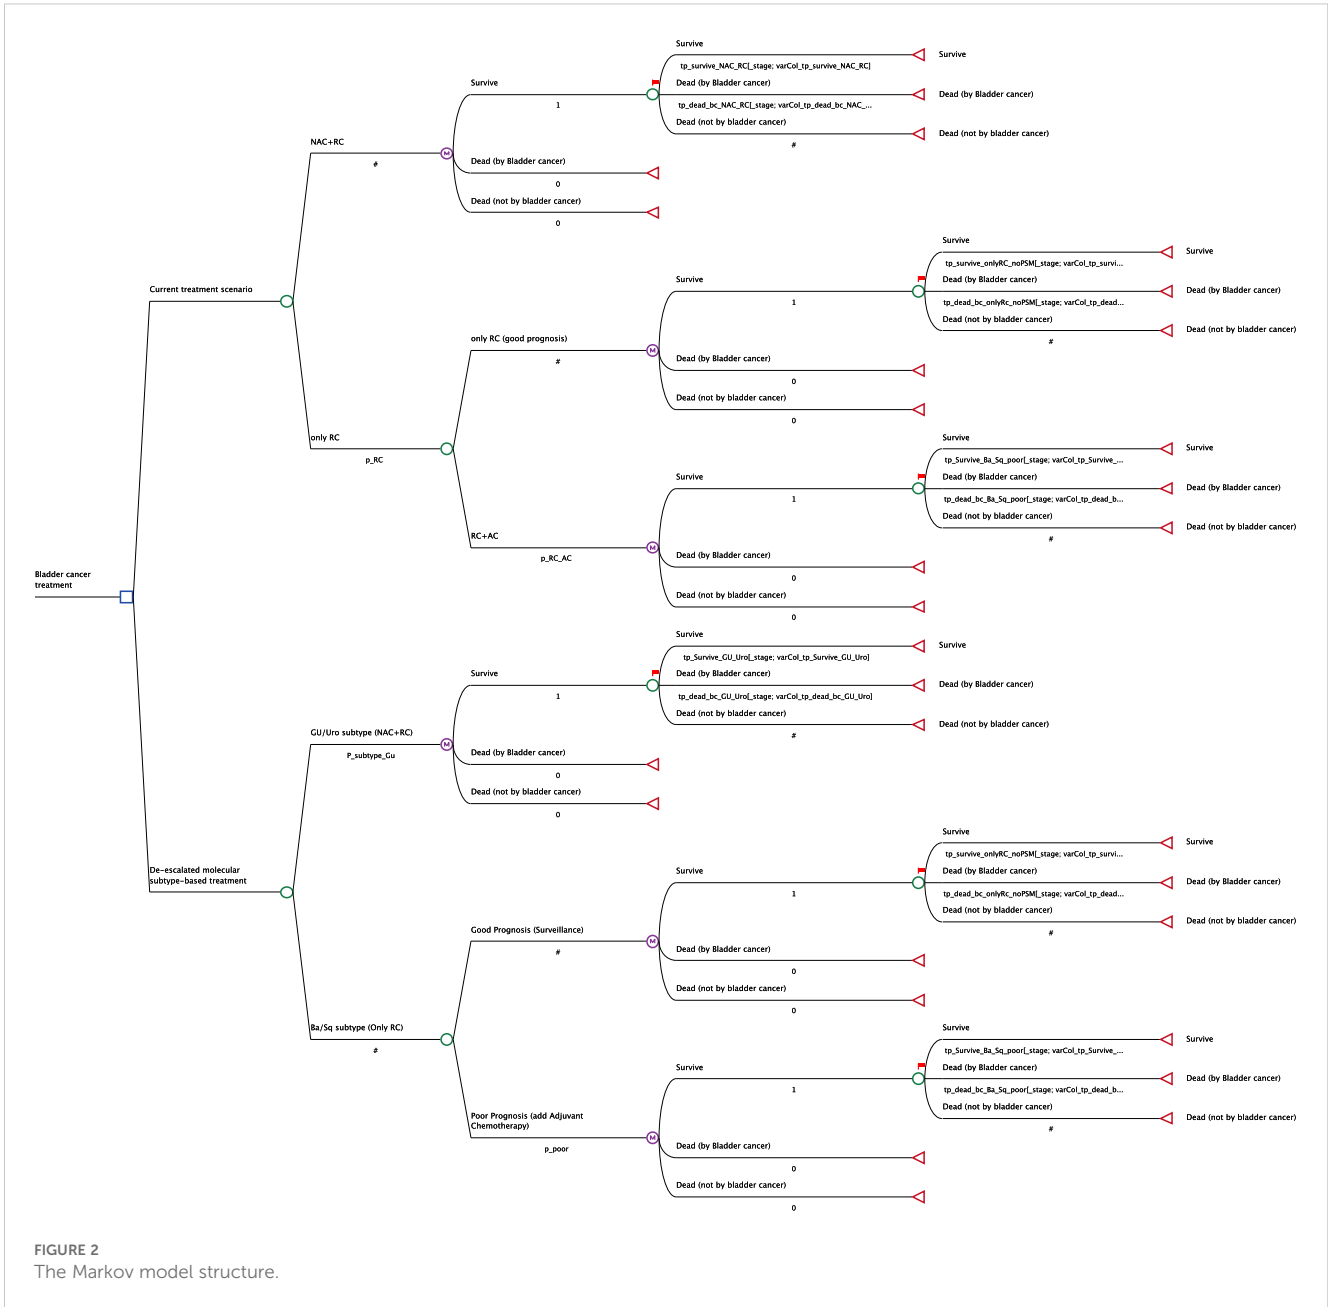 Survive
tp_survive_NAC_RC[_stage; varCol_tp_survive_NAC_RC]
Survive
Dead (by Bladder cancer)
tp_dead_bc_NAC_RC[_stage; varCol_tp_dead_bc_NAC_...
Dead (by Bladder cancer)
Dead (not by bladder cancer)
#
Dead (not by bladder cancer)
Survive
1
NAC+RC
#
Dead (by Bladder cancer)
0
Dead (not by bladder cancer)
0
Survive
tp_survive_onlyRC_noPSM[_stage; varCol_tp_survi...
Survive
Dead (by Bladder cancer)
tp_dead_bc_onlyRc_noPSM[_stage; varCol_tp_dead...
Dead (by Bladder cancer)
Dead (not by bladder cancer)
#
Dead (not by bladder cancer)
Survive
1
Current treatment scenario
only RC (good prognosis)
#
Dead (by Bladder cancer)
0
Dead (not by bladder cancer)
0
only RC
p_RC
Survive
tp_Survive_Ba_Sq_poor[_stage; varCol_tp_Survive_...
Survive
Dead (by Bladder cancer)
tp_dead_bc_Ba_Sq_poor[_stage; varCol_tp_dead_b...
Dead (by Bladder cancer)
Dead (not by bladder cancer)
#
Dead (not by bladder cancer)
Survive
1
RC+AC
p_RC_AC
Dead (by Bladder cancer)
0
Dead (not by bladder cancer)
0
Bladder cancer
treatment
Survive
tp_Survive_GU_Uro[_stage; varCol_tp_Survive_GU_Uro]
Survive
Dead (by Bladder cancer)
tp_dead_bc_GU_Uro[_stage; varCol_tp_dead_bc_GU_Uro]
Dead (by Bladder cancer)
Dead (not by bladder cancer)
#
Dead (not by bladder cancer)
Survive
1
GU/Uro subtype (NAC+RC)
P_subtype_Gu
Dead (by Bladder cancer)
0
Dead (not by bladder cancer)
0
De-escalated molecular
subtype-based treatment
Survive
tp_survive_onlyRC_noPSM[_stage; varCol_tp_survi...
Survive
Dead (by Bladder cancer)
tp_dead_bc_onlyRc_noPSM[_stage; varCol_tp_dead...
Dead (by Bladder cancer)
Dead (not by bladder cancer)
#
Dead (not by bladder cancer)
Survive
1
Good Prognosis (Surveillance)
#
Dead (by Bladder cancer)
0
Dead (not by bladder cancer)
0
Ba/Sq subtype (Only RC)
#
Survive
tp_Survive_Ba_Sq_poor[_stage; varCol_tp_Survive_...
Survive
Dead (by Bladder cancer)
tp_dead_bc_Ba_Sq_poor[_stage; varCol_tp_dead_b...
Dead (by Bladder cancer)
Dead (not by bladder cancer)
#
Dead (not by bladder cancer)
Survive
1
Poor Prognosis (add Adjuvant
Chemotherapy)
p_poor
Dead (by Bladder cancer)
0
Dead (not by bladder cancer)
0
M
M
M
M
M
M
FIGURE 2
The Markov model structure.